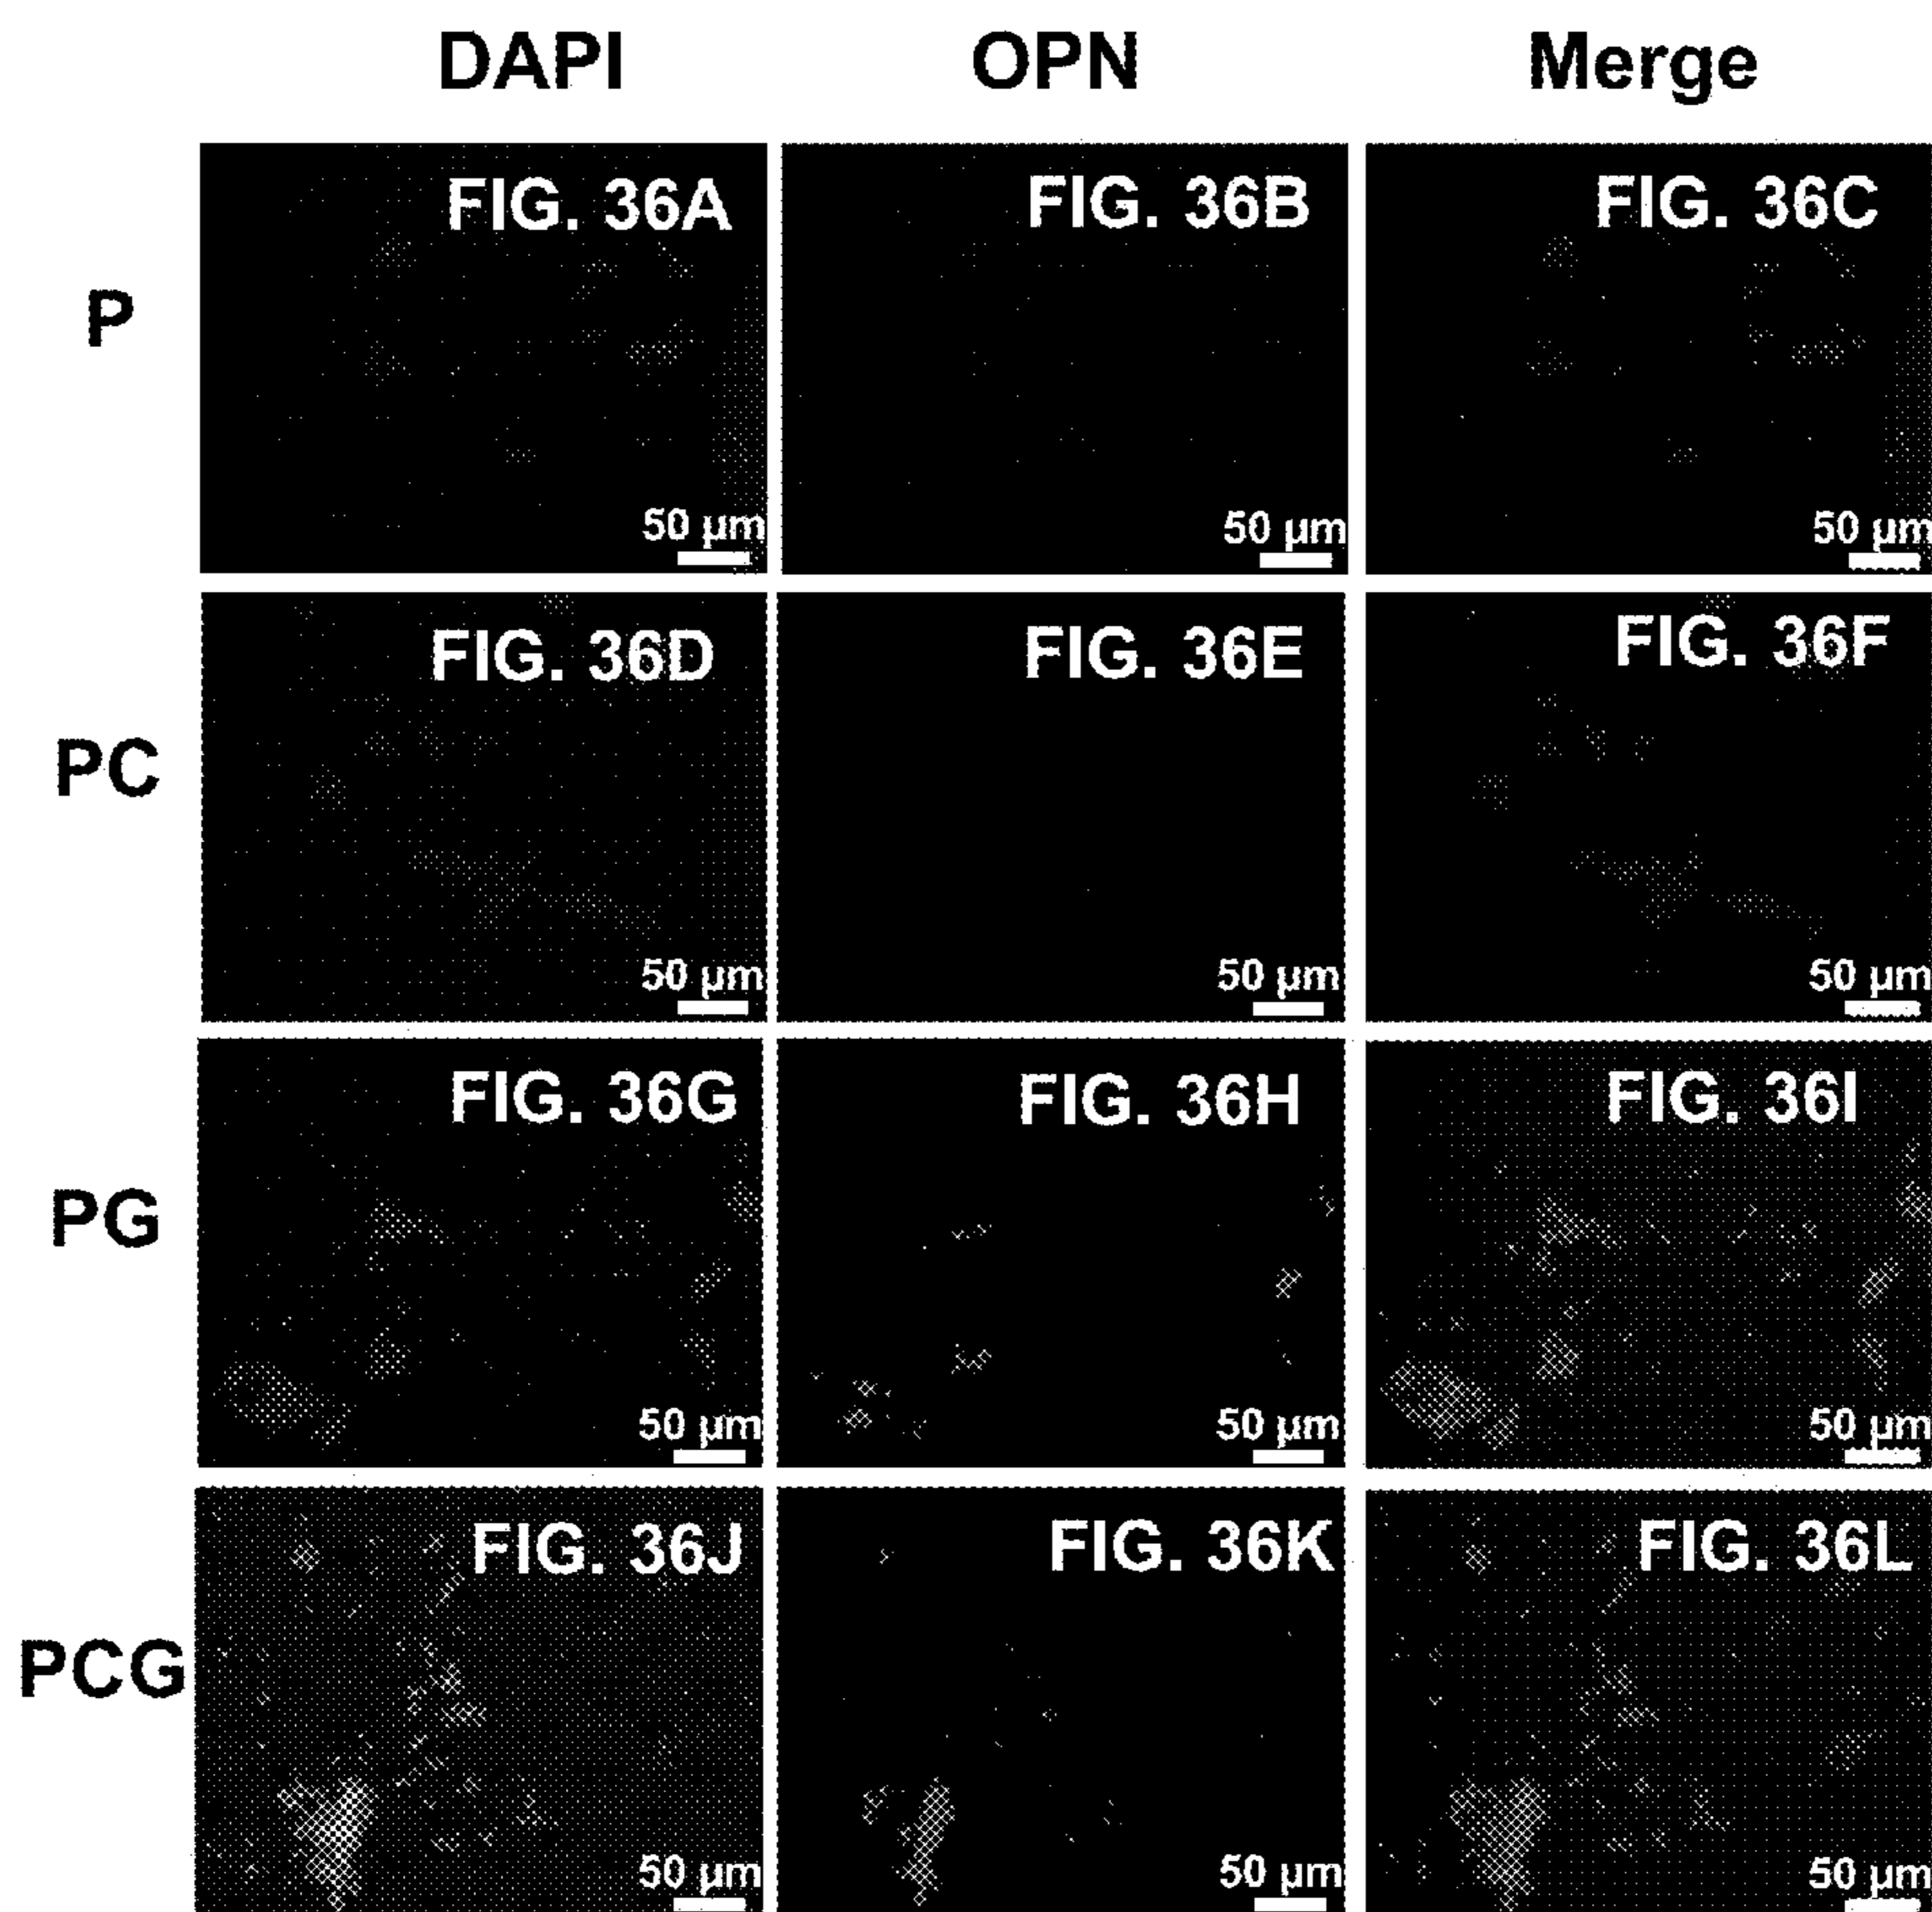 DAPI OPN Merge
FIG. 36A FIG. 36B FIG. 36C
P
50 µm 50 µm 50 µm
FIG. 36D FIG. 36E FIG. 36F
PC
50 µm 50 µm 50 µm
FIG. 36G FIG. 36H FIG. 36I
PG
50 µm 50 µm 50 µm
FIG. 36J FIG. 36K FIG. 36L
PCG
50 µm 50 µm 50 µm